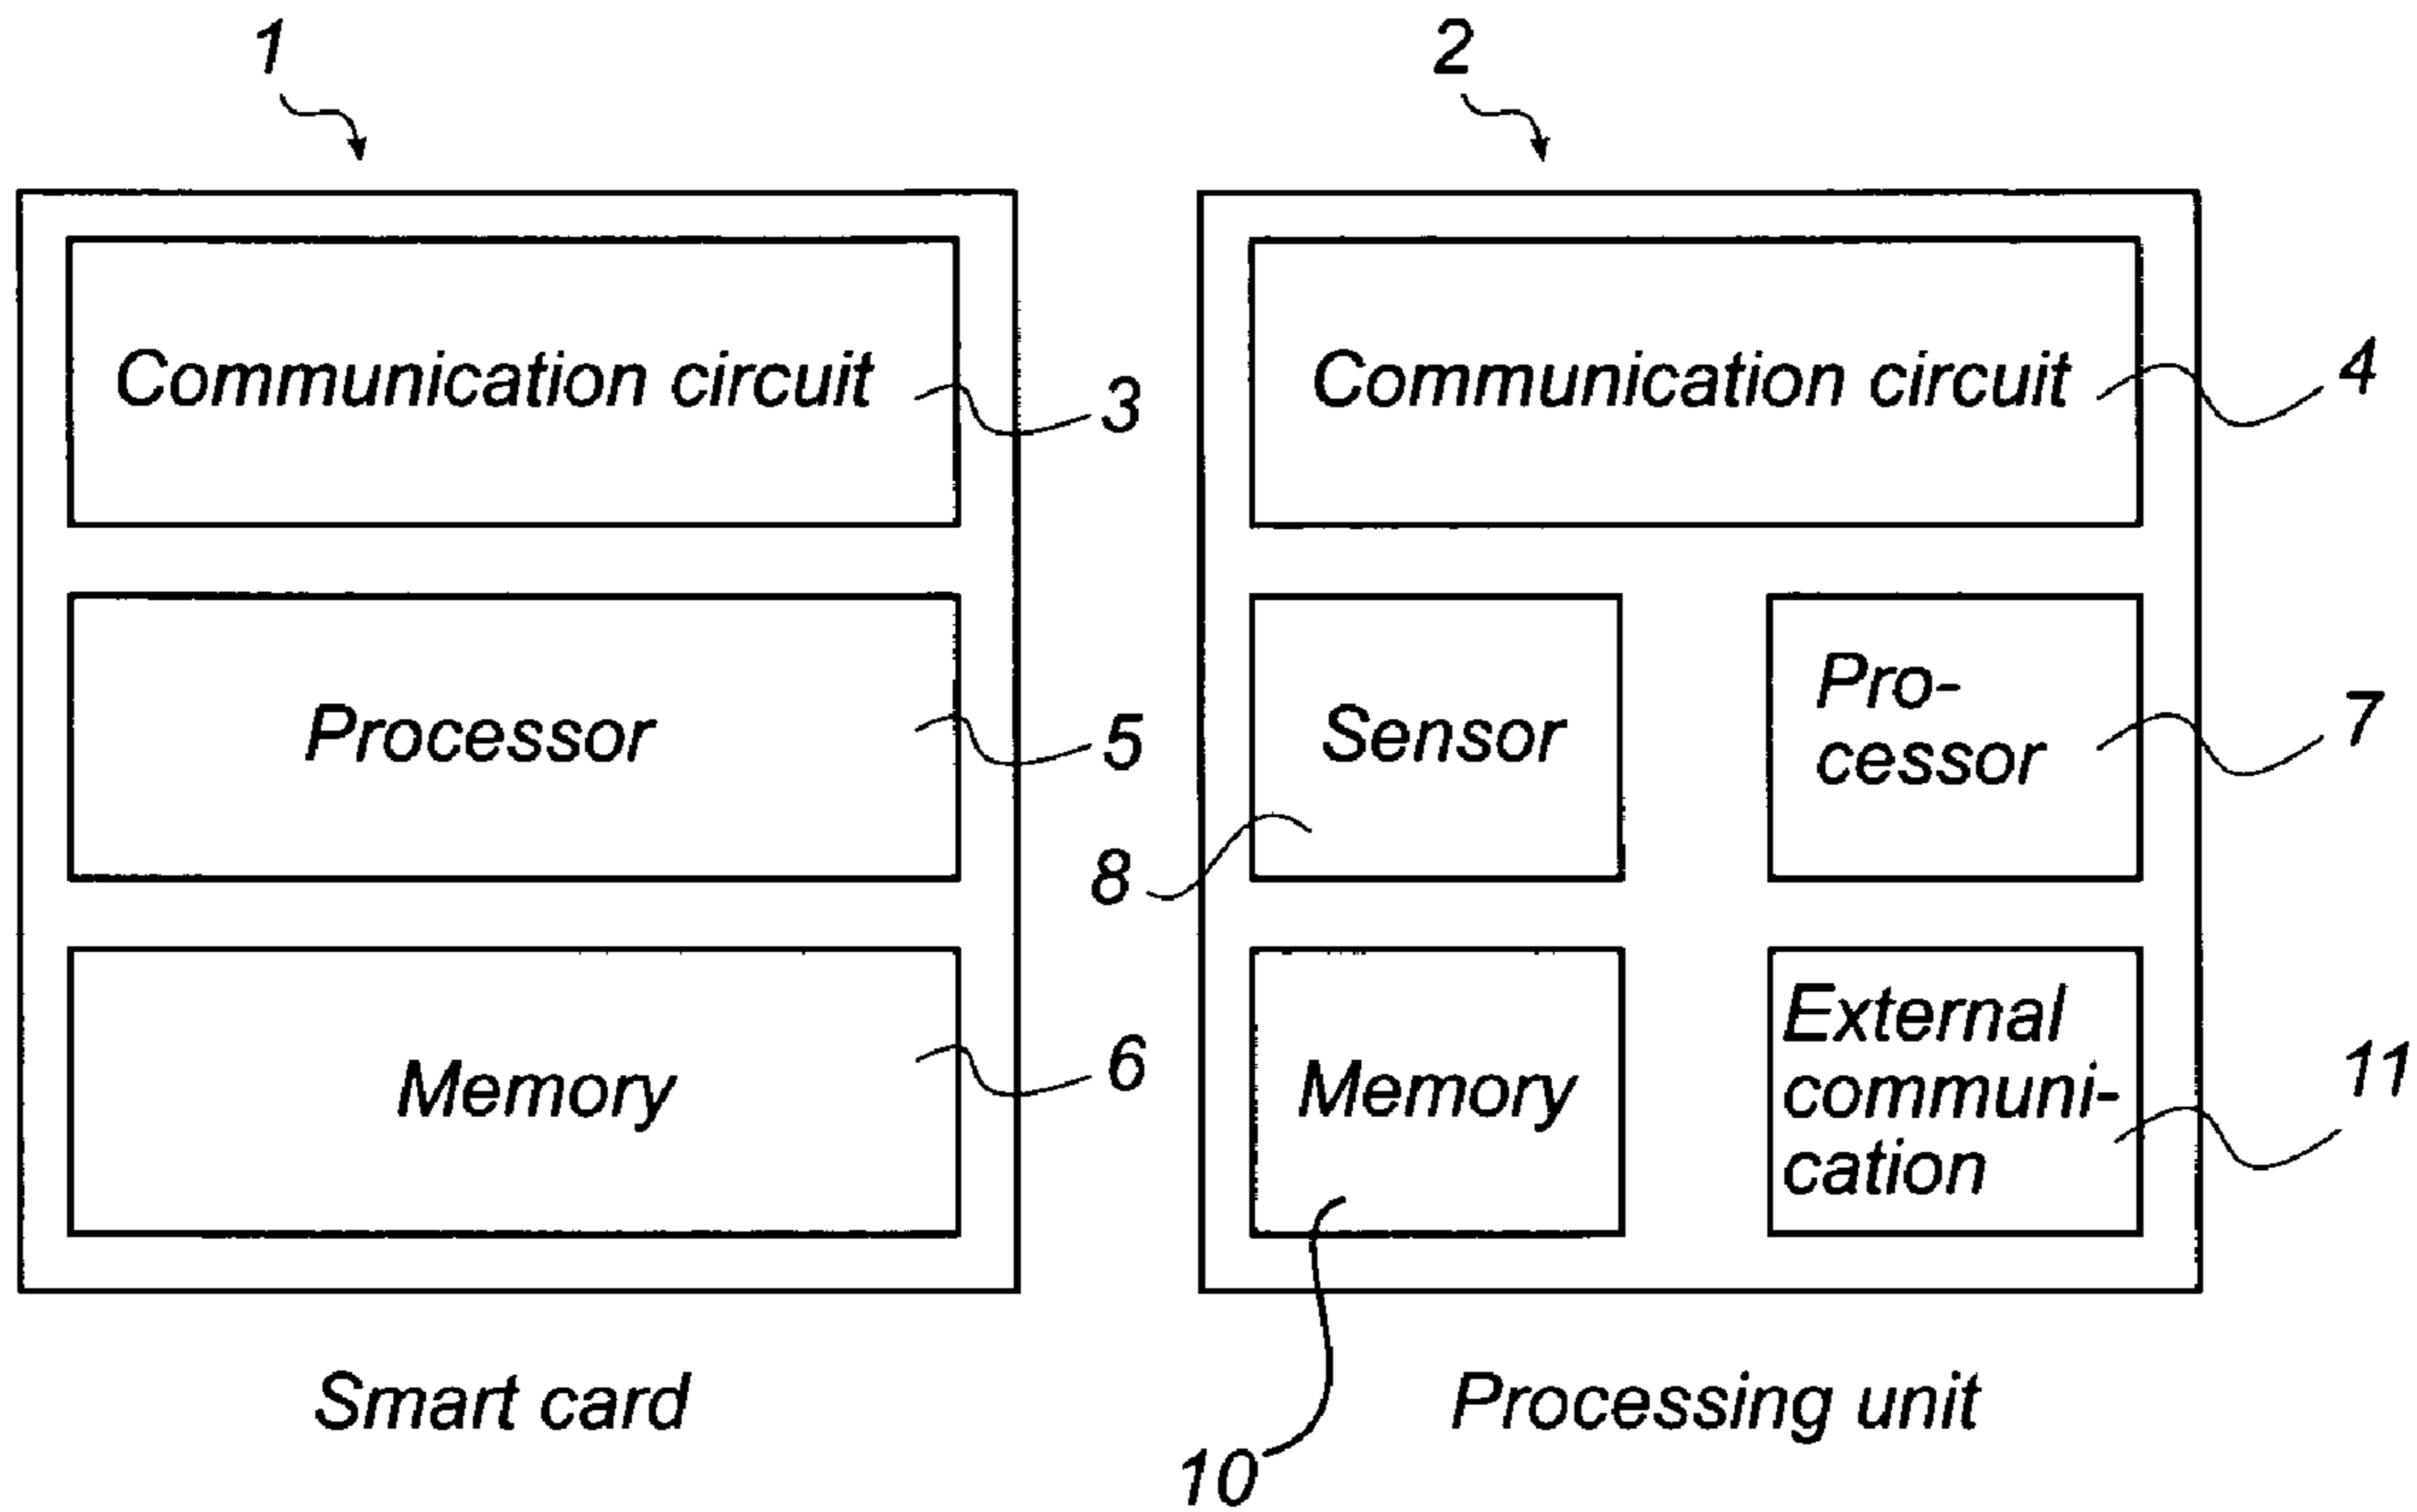 1
2
Communication circuit
3
Communication circuit
4
Processor
5
Sensor
8
Pro-
cessor
7
Memory
6
Memory
10
External
communi-
cation
11
Smart card
Processing unit